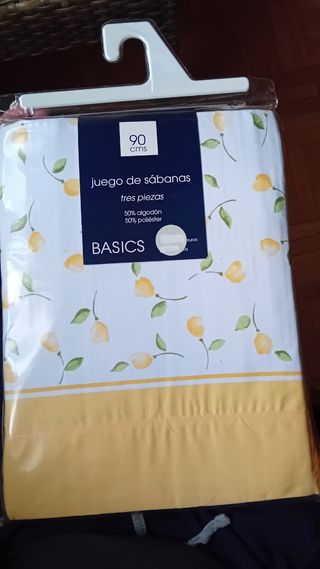 90
cms
juego de sábanas
tres piezas
50% algodón
50% poliéster
BASICS